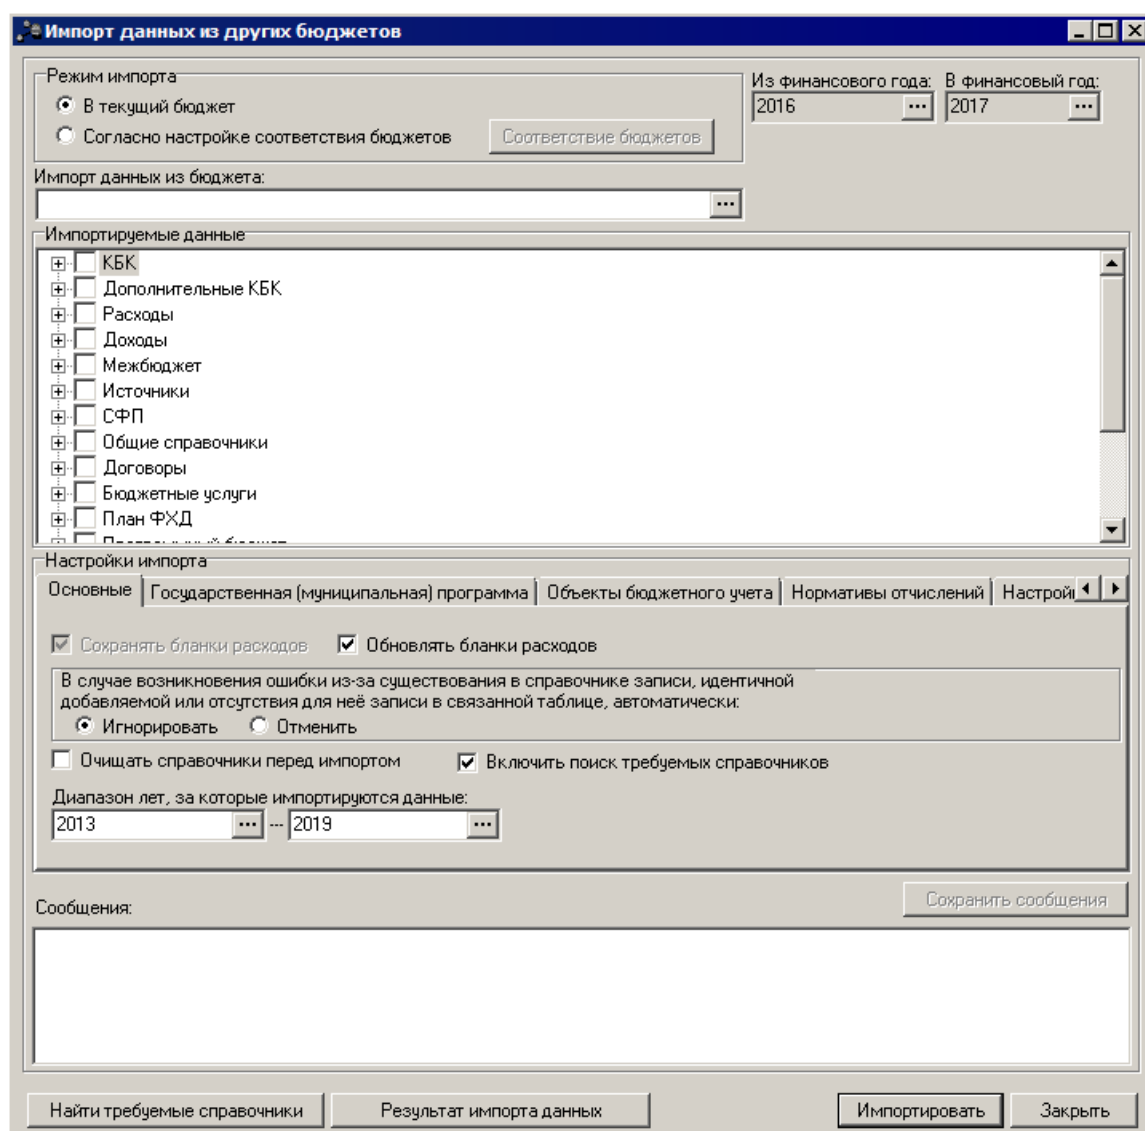 Импорт данных из других бюджетов
Режим импорта
Из финансового года: В финансовый год:
В текущий бюджет
2016 ... 2017 ...
Согласно настройке соответствия бюджетов Соответствие бюджетов
Импорт данных из бюджета:
...
Импортируемые данные
КБК
Дополнительные КБК
Расходы
Доходы
Межбюджет
Источники
СФП
Общие справочники
Договоры
Бюджетные услуги
План ФХД
Настройки импорта
Основные Государственная (муниципальная) программа Объекты бюджетного учета Нормативы отчислений
Сохранять бланки расходов Обновлять бланки расходов
В случае возникновения ошибки из-за существования в справочнике записи, идентичной
добавляемой или отсутствия для неё записи в связанной таблице, автоматически:
Игнорировать Отменить
Очищать справочники перед импортом Включить поиск требуемых справочников
Диапазон лет, за которые импортируются данные:
2013 ... --- 2019 ...
Сохранить сообщения
Сообщения:
Найти требуемые справочники Результат импорта данных Импортировать Закрыть